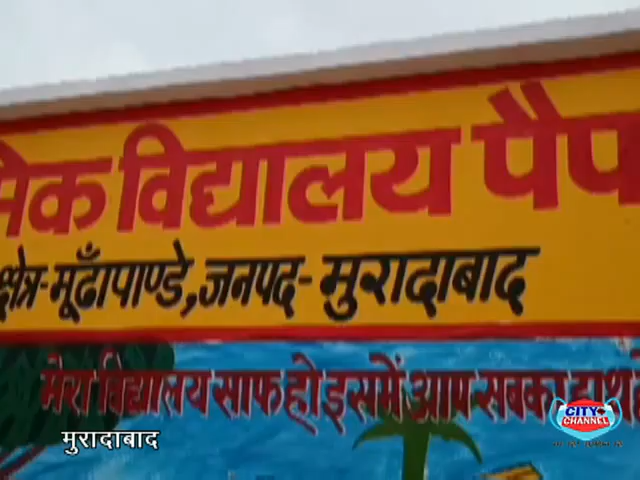 मिक विद्यालय पैप
क्षेत्र-मूढाँपाण्डे, जनपद-मुरादाबाद
मेरा विद्यालय साफ हो इसमें आप सबका हाथ हो
CITY CHANNEL
मुरादाबाद